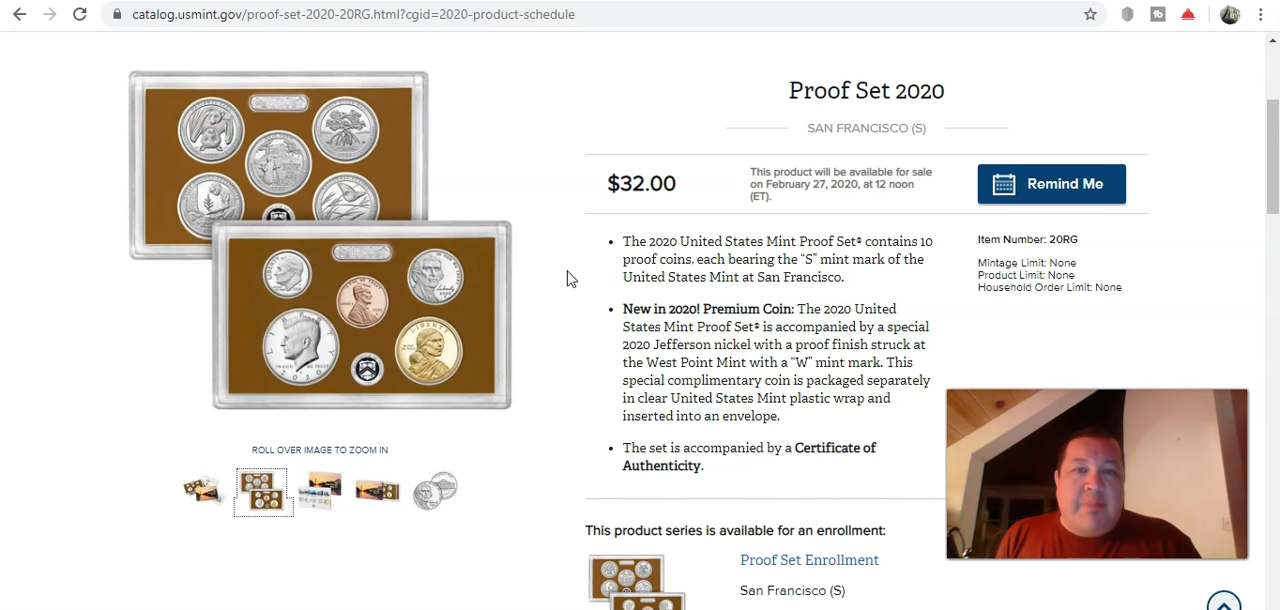 catalog.usmint.gov/proof-set-2020-20RG.html?cgid=2020-product-schedule
Proof Set 2020
SAN FRANCISCO (S)
$32.00
This product will be available for sale
on February 27, 2020, at 12 noon
(ET).
Remind Me
The 2020 United States Mint Proof Set® contains 10
proof coins, each bearing the “S” mint mark of the
United States Mint at San Francisco.
New in 2020! Premium Coin: The 2020 United
States Mint Proof Set® is accompanied by a special
2020 Jefferson nickel with a proof finish struck at
the West Point Mint with a “W” mint mark. This
special complimentary coin is packaged separately
in clear United States Mint plastic wrap and
inserted into an envelope.
The set is accompanied by a Certificate of
Authenticity.
Item Number: 20RG
Mintage Limit: None
Product Limit: None
Household Order Limit: None
ROLL OVER IMAGE TO ZOOM IN
This product series is available for an enrollment:
Proof Set Enrollment
San Francisco (S)
LIBERTY